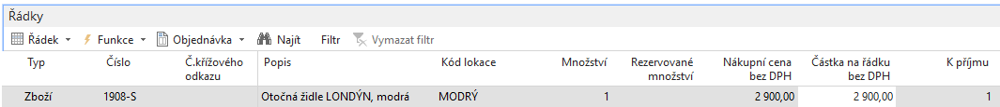 Řádky
Řádek Funkce Objednávka Najít Filtr Vymazat filtr
Typ Číslo Č.křížového odkazu Popis Kód lokace Množství Rezervované množství Nákupní cena bez DPH Částka na řádku bez DPH K příjmu
Zboží 1908-S Otočná židle LONDÝN, modrá MODRÝ 1 2 900,00 2 900,00 1